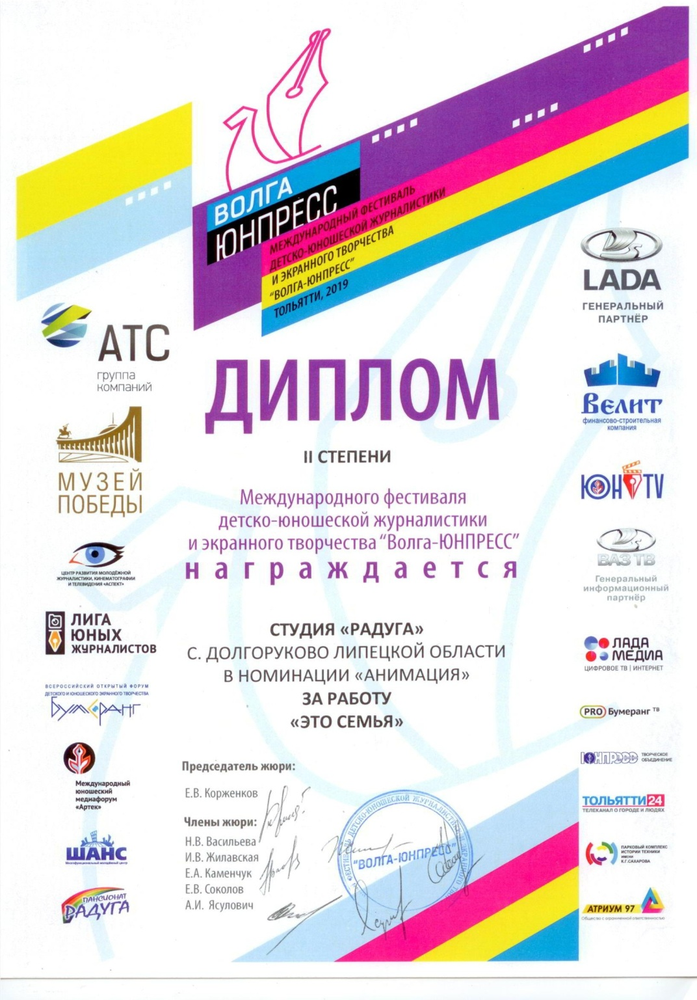 ВОЛГА
ЮНПРЕСС
МЕЖДУНАРОДНЫЙ ФЕСТИВАЛЬ
ДЕТСКО-ЮНОШЕСКОЙ ЖУРНАЛИСТИКИ
И ЭКРАННОГО ТВОРЧЕСТВА
"ВОЛГА-ЮНПРЕСС"
ТОЛЬЯТТИ, 2019
АТС
группа
компаний
МУЗЕЙ
ПОБЕДЫ
ЦЕНТР РАЗВИТИЯ МОЛОДЁЖНОЙ
ЖУРНАЛИСТИКИ, КИНЕМАТОГРАФИИ
И ТЕЛЕВИДЕНИЯ «АСПЕКТ»
ЛИГА
ЮНЫХ
ЖУРНАЛИСТОВ
ВСЕРОССИЙСКИЙ ОТКРЫТЫЙ ФОРУМ
ДЕТСКОГО И ЮНОШЕСКОГО ЭКРАННОГО ТВОРЧЕСТВА
Бумеранг
Международный
юношеский
медиафорум
«Артек»
ШАНС
Многофункциональный молодёжный центр
ПАНСИОНАТ
РАДУГА
ДИПЛОМ
II СТЕПЕНИ
Международного фестиваля
детско-юношеской журналистики
и экранного творчества "Волга-ЮНПРЕСС"
награждается
СТУДИЯ «РАДУГА»
С. ДОЛГОРУКОВО ЛИПЕЦКОЙ ОБЛАСТИ
В НОМИНАЦИИ «АНИМАЦИЯ»
ЗА РАБОТУ
«ЭТО СЕМЬЯ»
Председатель жюри:
Е.В. Корженков
Члены жюри:
Н.В. Васильева
И.В. Жилавская
Е.А. Каменчук
Е.В. Соколов
А.И. Ясулович
ФЕСТИВАЛЬ ДЕТСКО-ЮНОШЕСКОЙ ЖУРНАЛИСТИКИ И ЭКРАННОГО
"ВОЛГА-ЮНПРЕСС"
LADA
ГЕНЕРАЛЬНЫЙ
ПАРТНЁР
Велит
финансово-строительная
компания
ЮН TV
ВАЗ ТВ
Генеральный
информационный
партнёр
ЛАДА
МЕДИА
ЦИФРОВОЕ ТВ | ИНТЕРНЕТ
PRO Бумеранг ТВ
ЮНПРЕСС ТВОРЧЕСКОЕ
ОБЪЕДИНЕНИЕ
ТОЛЬЯТТИ 24
ТЕЛЕКАНАЛ О ГОРОДЕ И ЛЮДЯХ
ПАРКОВЫЙ КОМПЛЕКС
ИСТОРИИ ТЕХНИКИ
ИМЕНИ
К.Г.САХАРОВА
АТРИУМ 97
Общество с ограниченной ответственностью